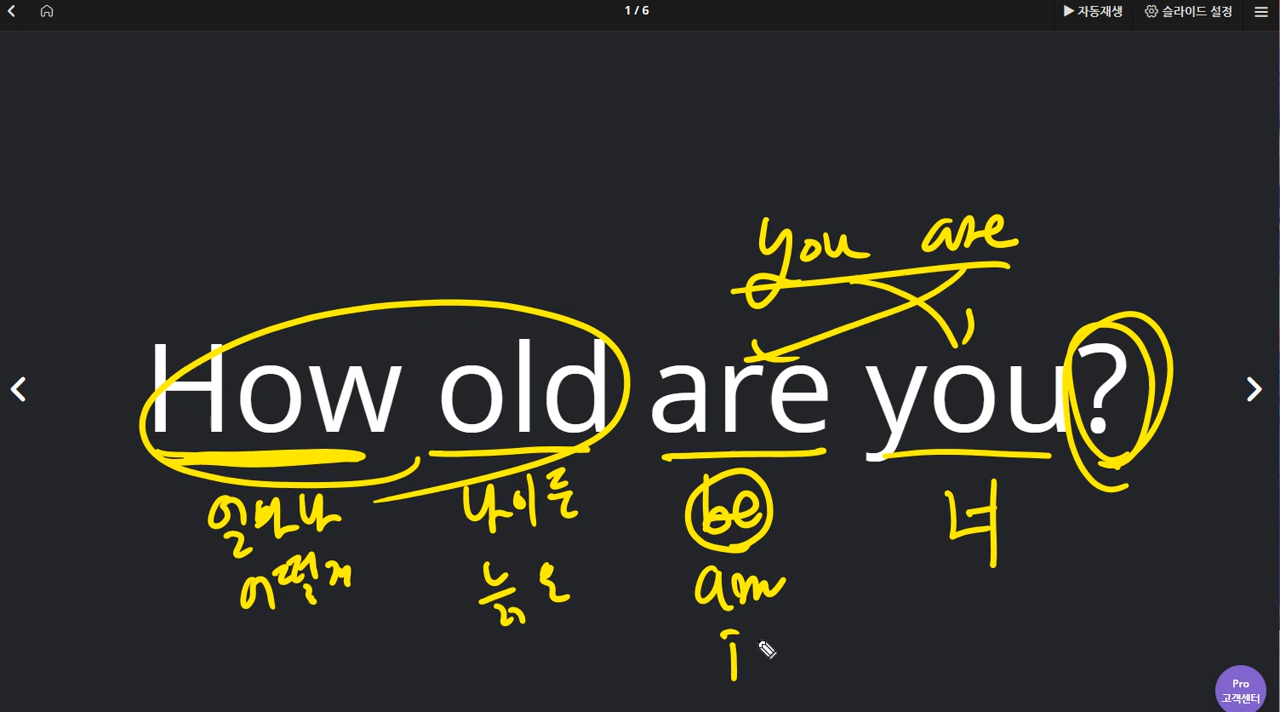 1 / 6
자동재생
슬라이드 설정
you are
How old are you?
얼마나 나이든 be 너
어떻게 늙은 am
i
Pro
고객센터